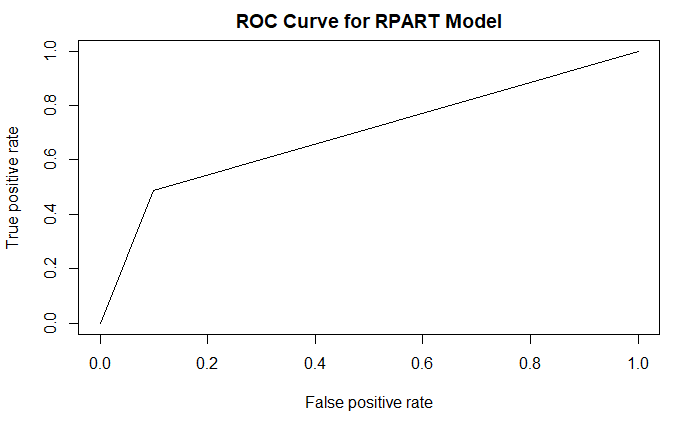 ROC Curve for RPART Model
True positive rate
1.0
0.8
0.6
0.4
0.2
0.0
0.0 0.2 0.4 0.6 0.8 1.0
False positive rate